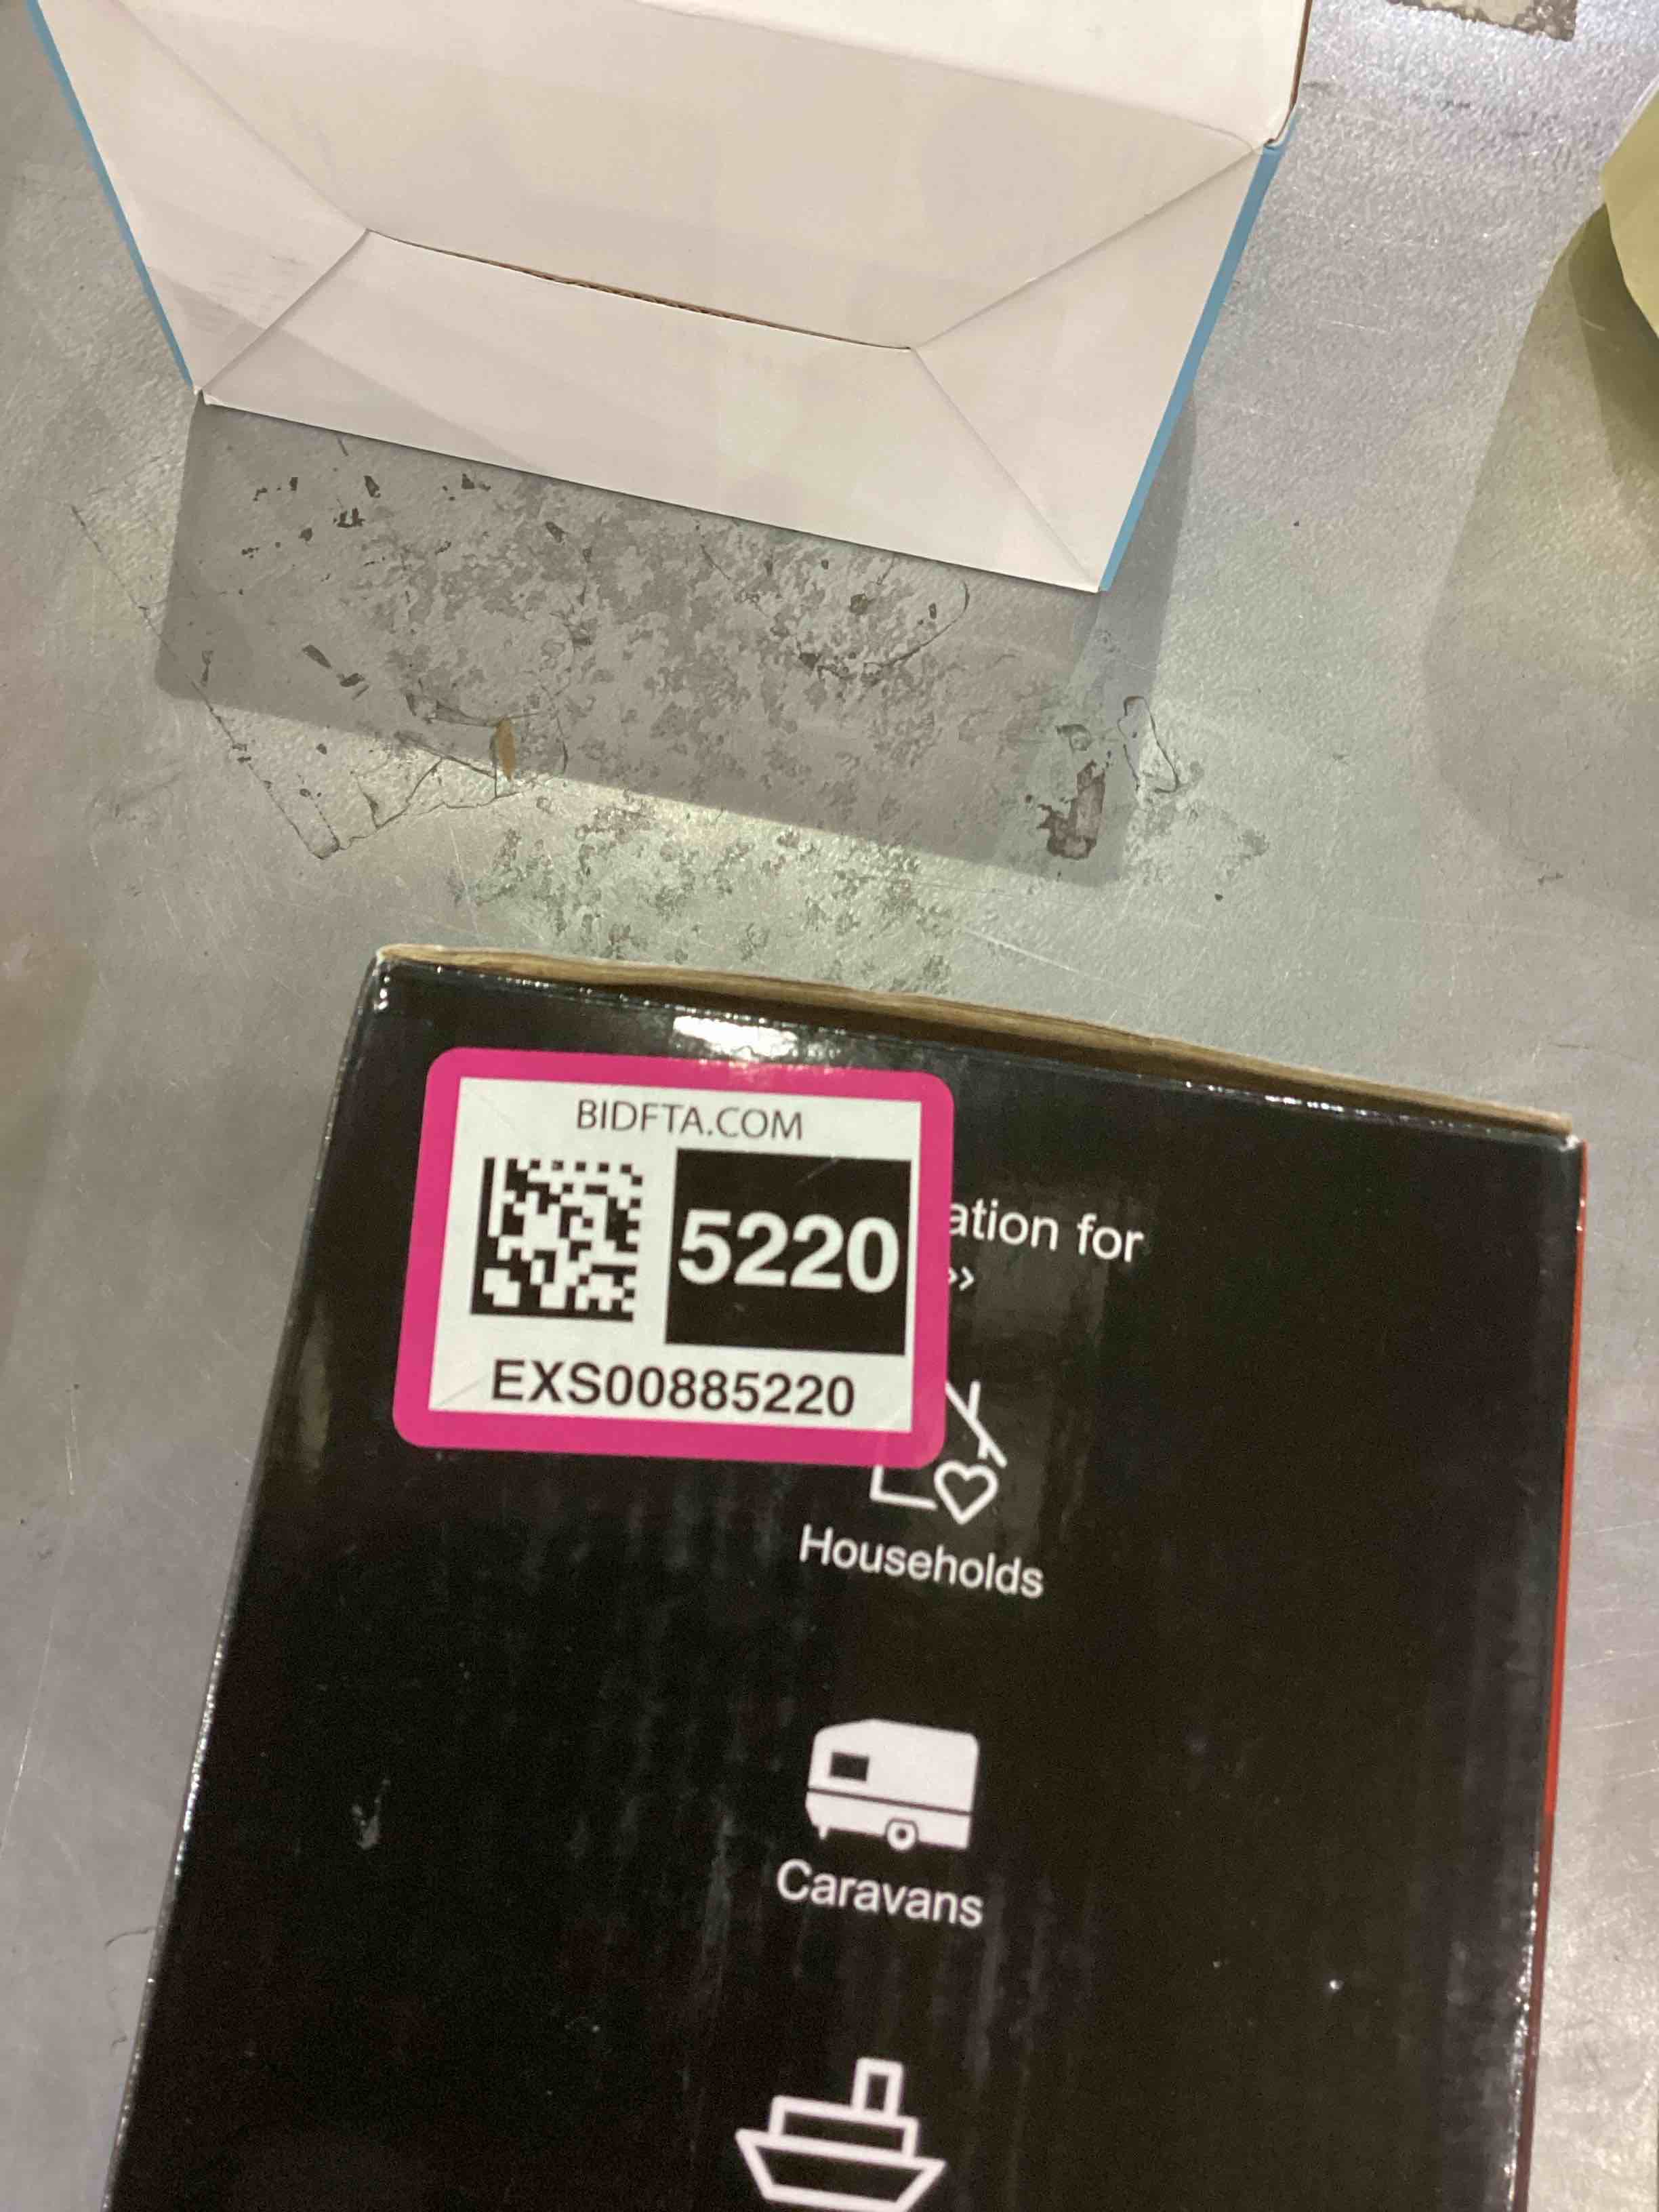 BIDFTA.COM
5220
EXS00885220
ation for
››
Households
Caravans